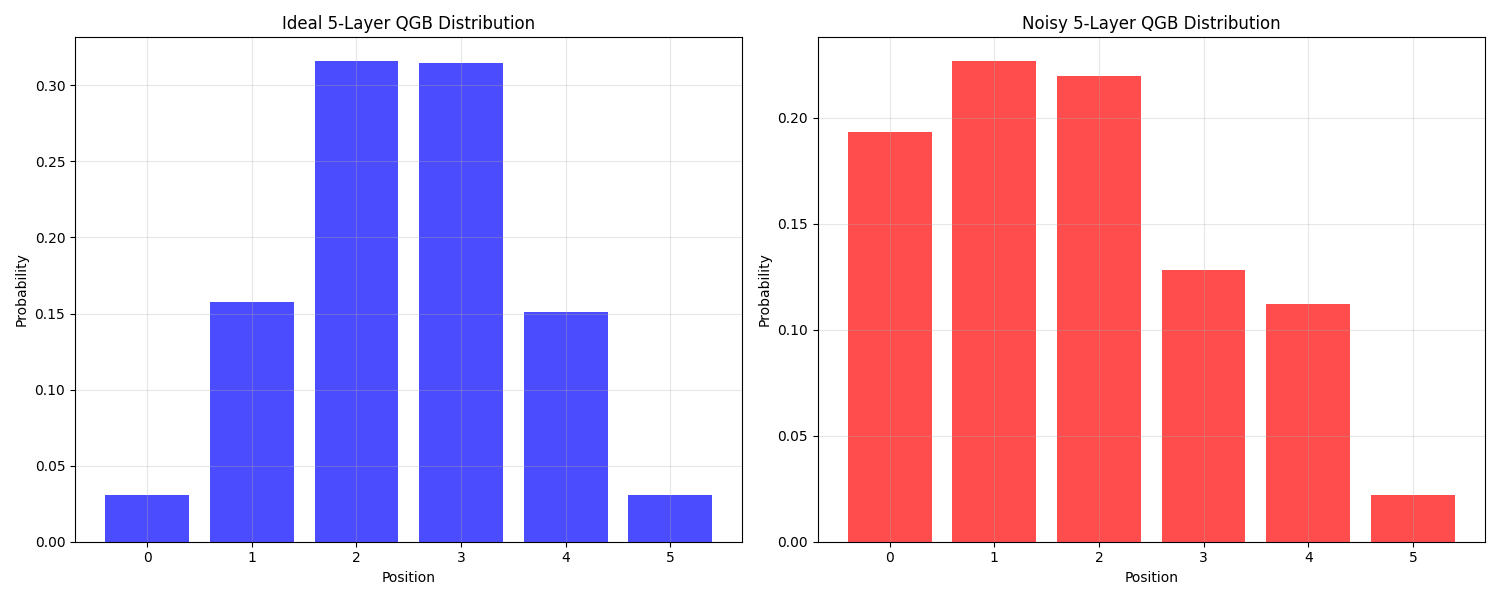 Ideal 5-Layer QGB Distribution
Probability
0.30
0.25
0.20
0.15
0.10
0.05
0.00
0 1 2 3 4 5
Position
Noisy 5-Layer QGB Distribution
Probability
0.20
0.15
0.10
0.05
0.00
0 1 2 3 4 5
Position